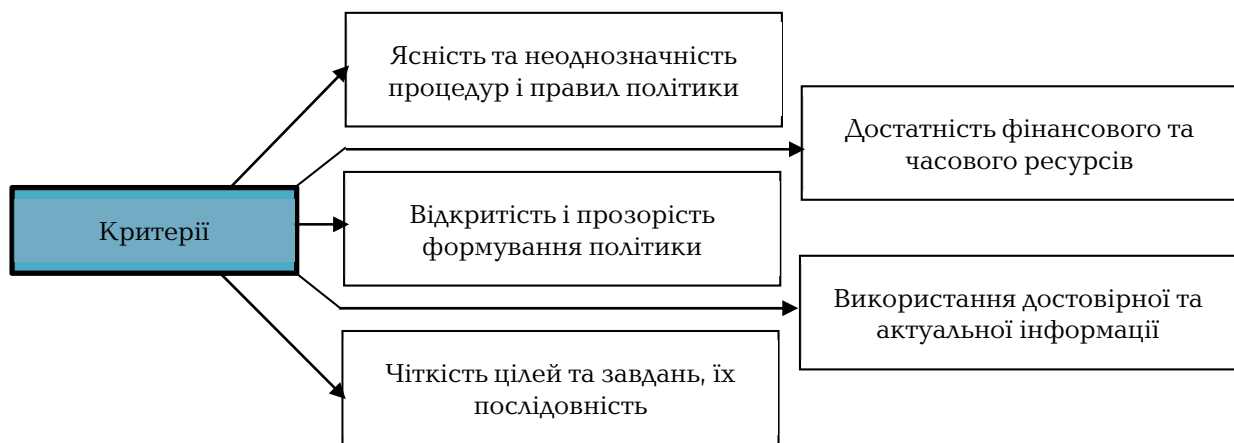 Ясність та неоднозначність
процедур і правил політики
Достатність фінансового та
часового ресурсів
Критерії
Відкритість і прозорість
формування політики
Використання достовірної та
актуальної інформації
Чіткість цілей та завдань, їх
послідовність